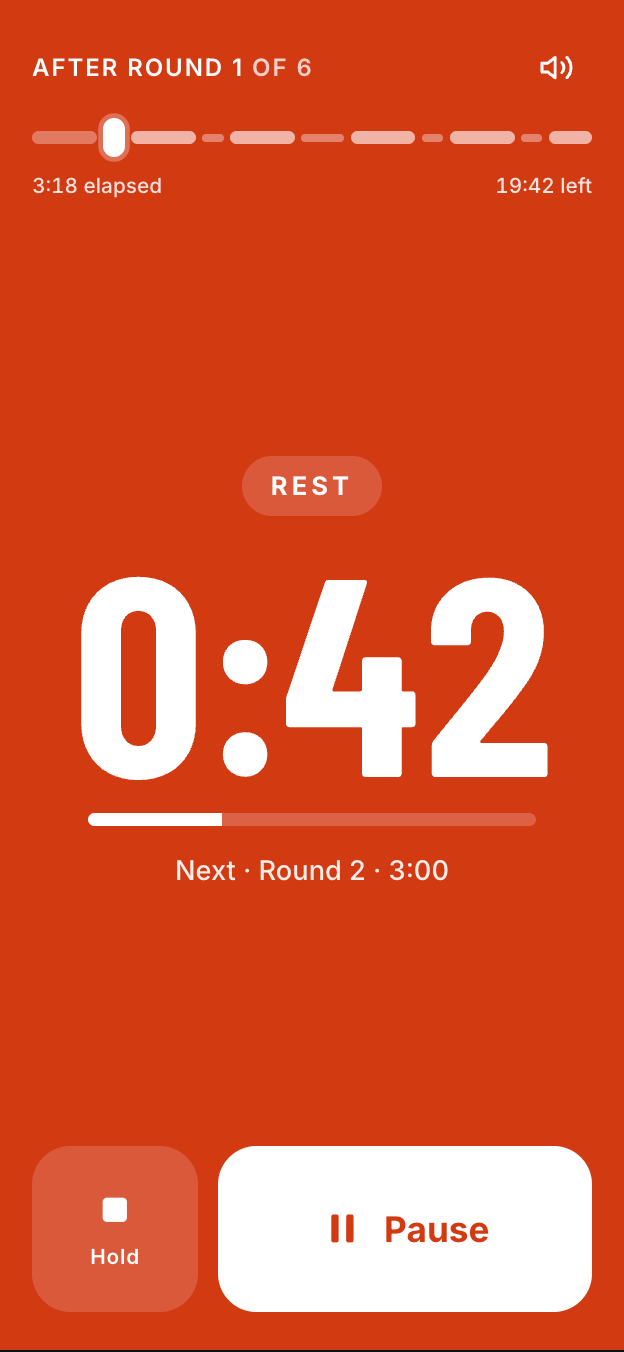 AFTER ROUND 1 OF 6
3:18 elapsed
19:42 left
REST
0:42
Next · Round 2 · 3:00
Hold
Pause